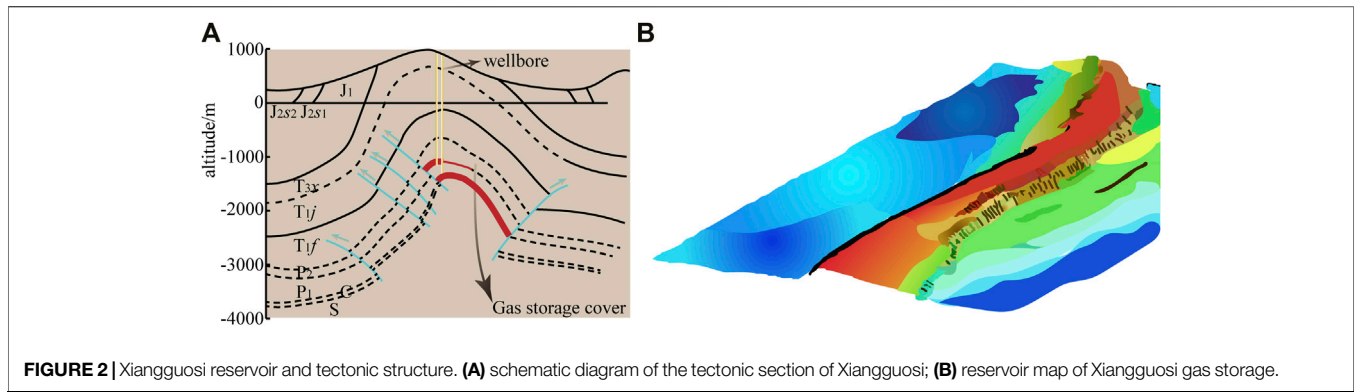 A
B
1000
wellbore
J1
0
J2s2 J2s1
altitude/m
-1000
T3x
T1j
-2000
T1f
-3000
P2
P1
C
S
Gas storage cover
-4000
FIGURE 2 | Xiangguosi reservoir and tectonic structure. (A) schematic diagram of the tectonic section of Xiangguosi; (B) reservoir map of Xiangguosi gas storage.